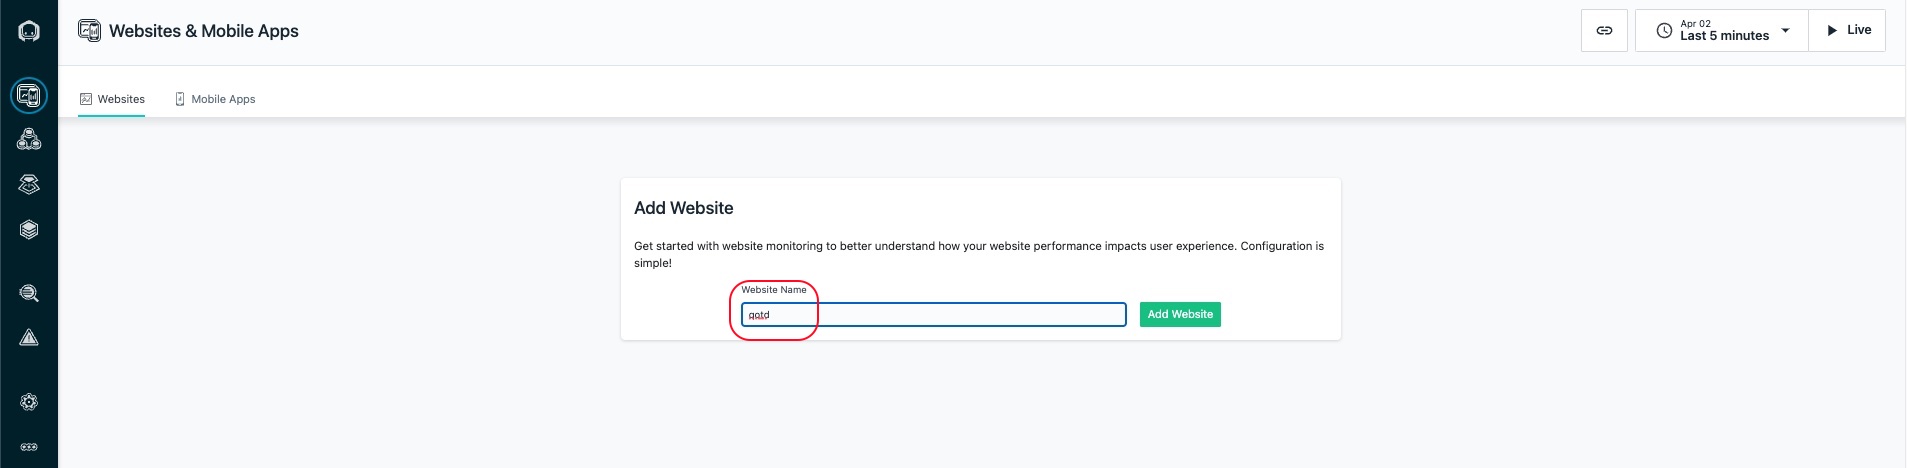 Websites & Mobile Apps
Apr 02
Last 5 minutes
Live
Websites
Mobile Apps
Add Website
Get started with website monitoring to better understand how your website performance impacts user experience. Configuration is
simple!
Website Name
qotd
Add Website